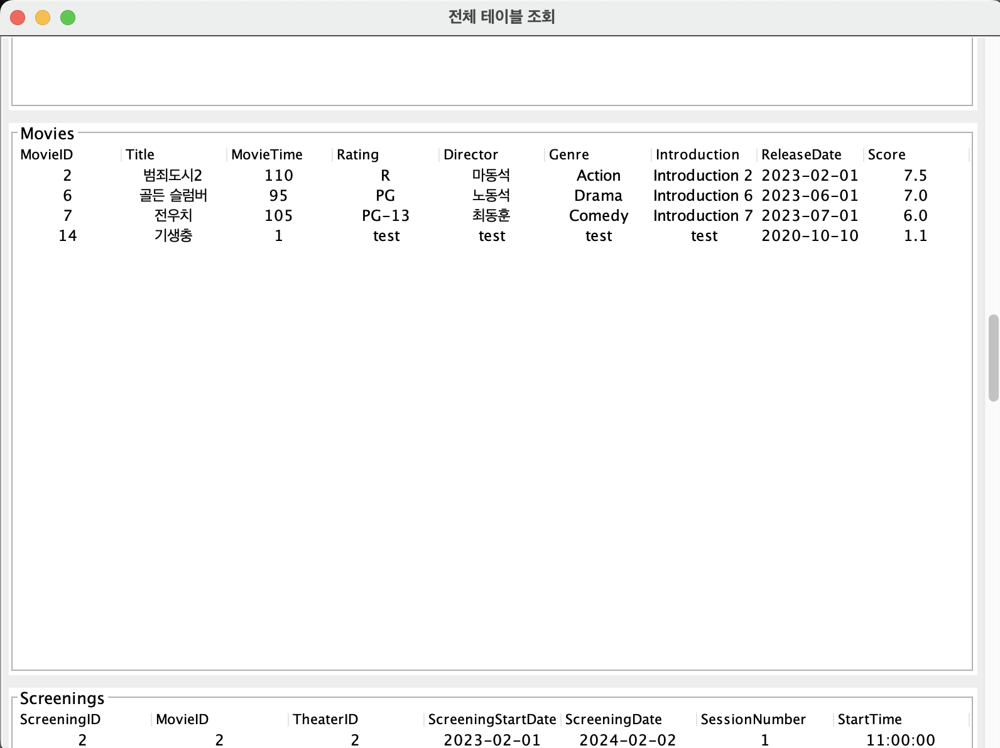 전체 테이블 조회
Movies
MovieID Title MovieTime Rating Director Genre Introduction ReleaseDate Score
2 범죄도시2 110 R 마동석 Action Introduction 2 2023-02-01 7.5
6 골든 슬럼버 95 PG 노동석 Drama Introduction 6 2023-06-01 7.0
7 전우치 105 PG-13 최동훈 Comedy Introduction 7 2023-07-01 6.0
14 기생충 1 test test test test 2020-10-10 1.1
Screenings
ScreeningID MovieID TheaterID ScreeningStartDate ScreeningDate SessionNumber StartTime
2 2 2 2023-02-01 2024-02-02 1 11:00:00